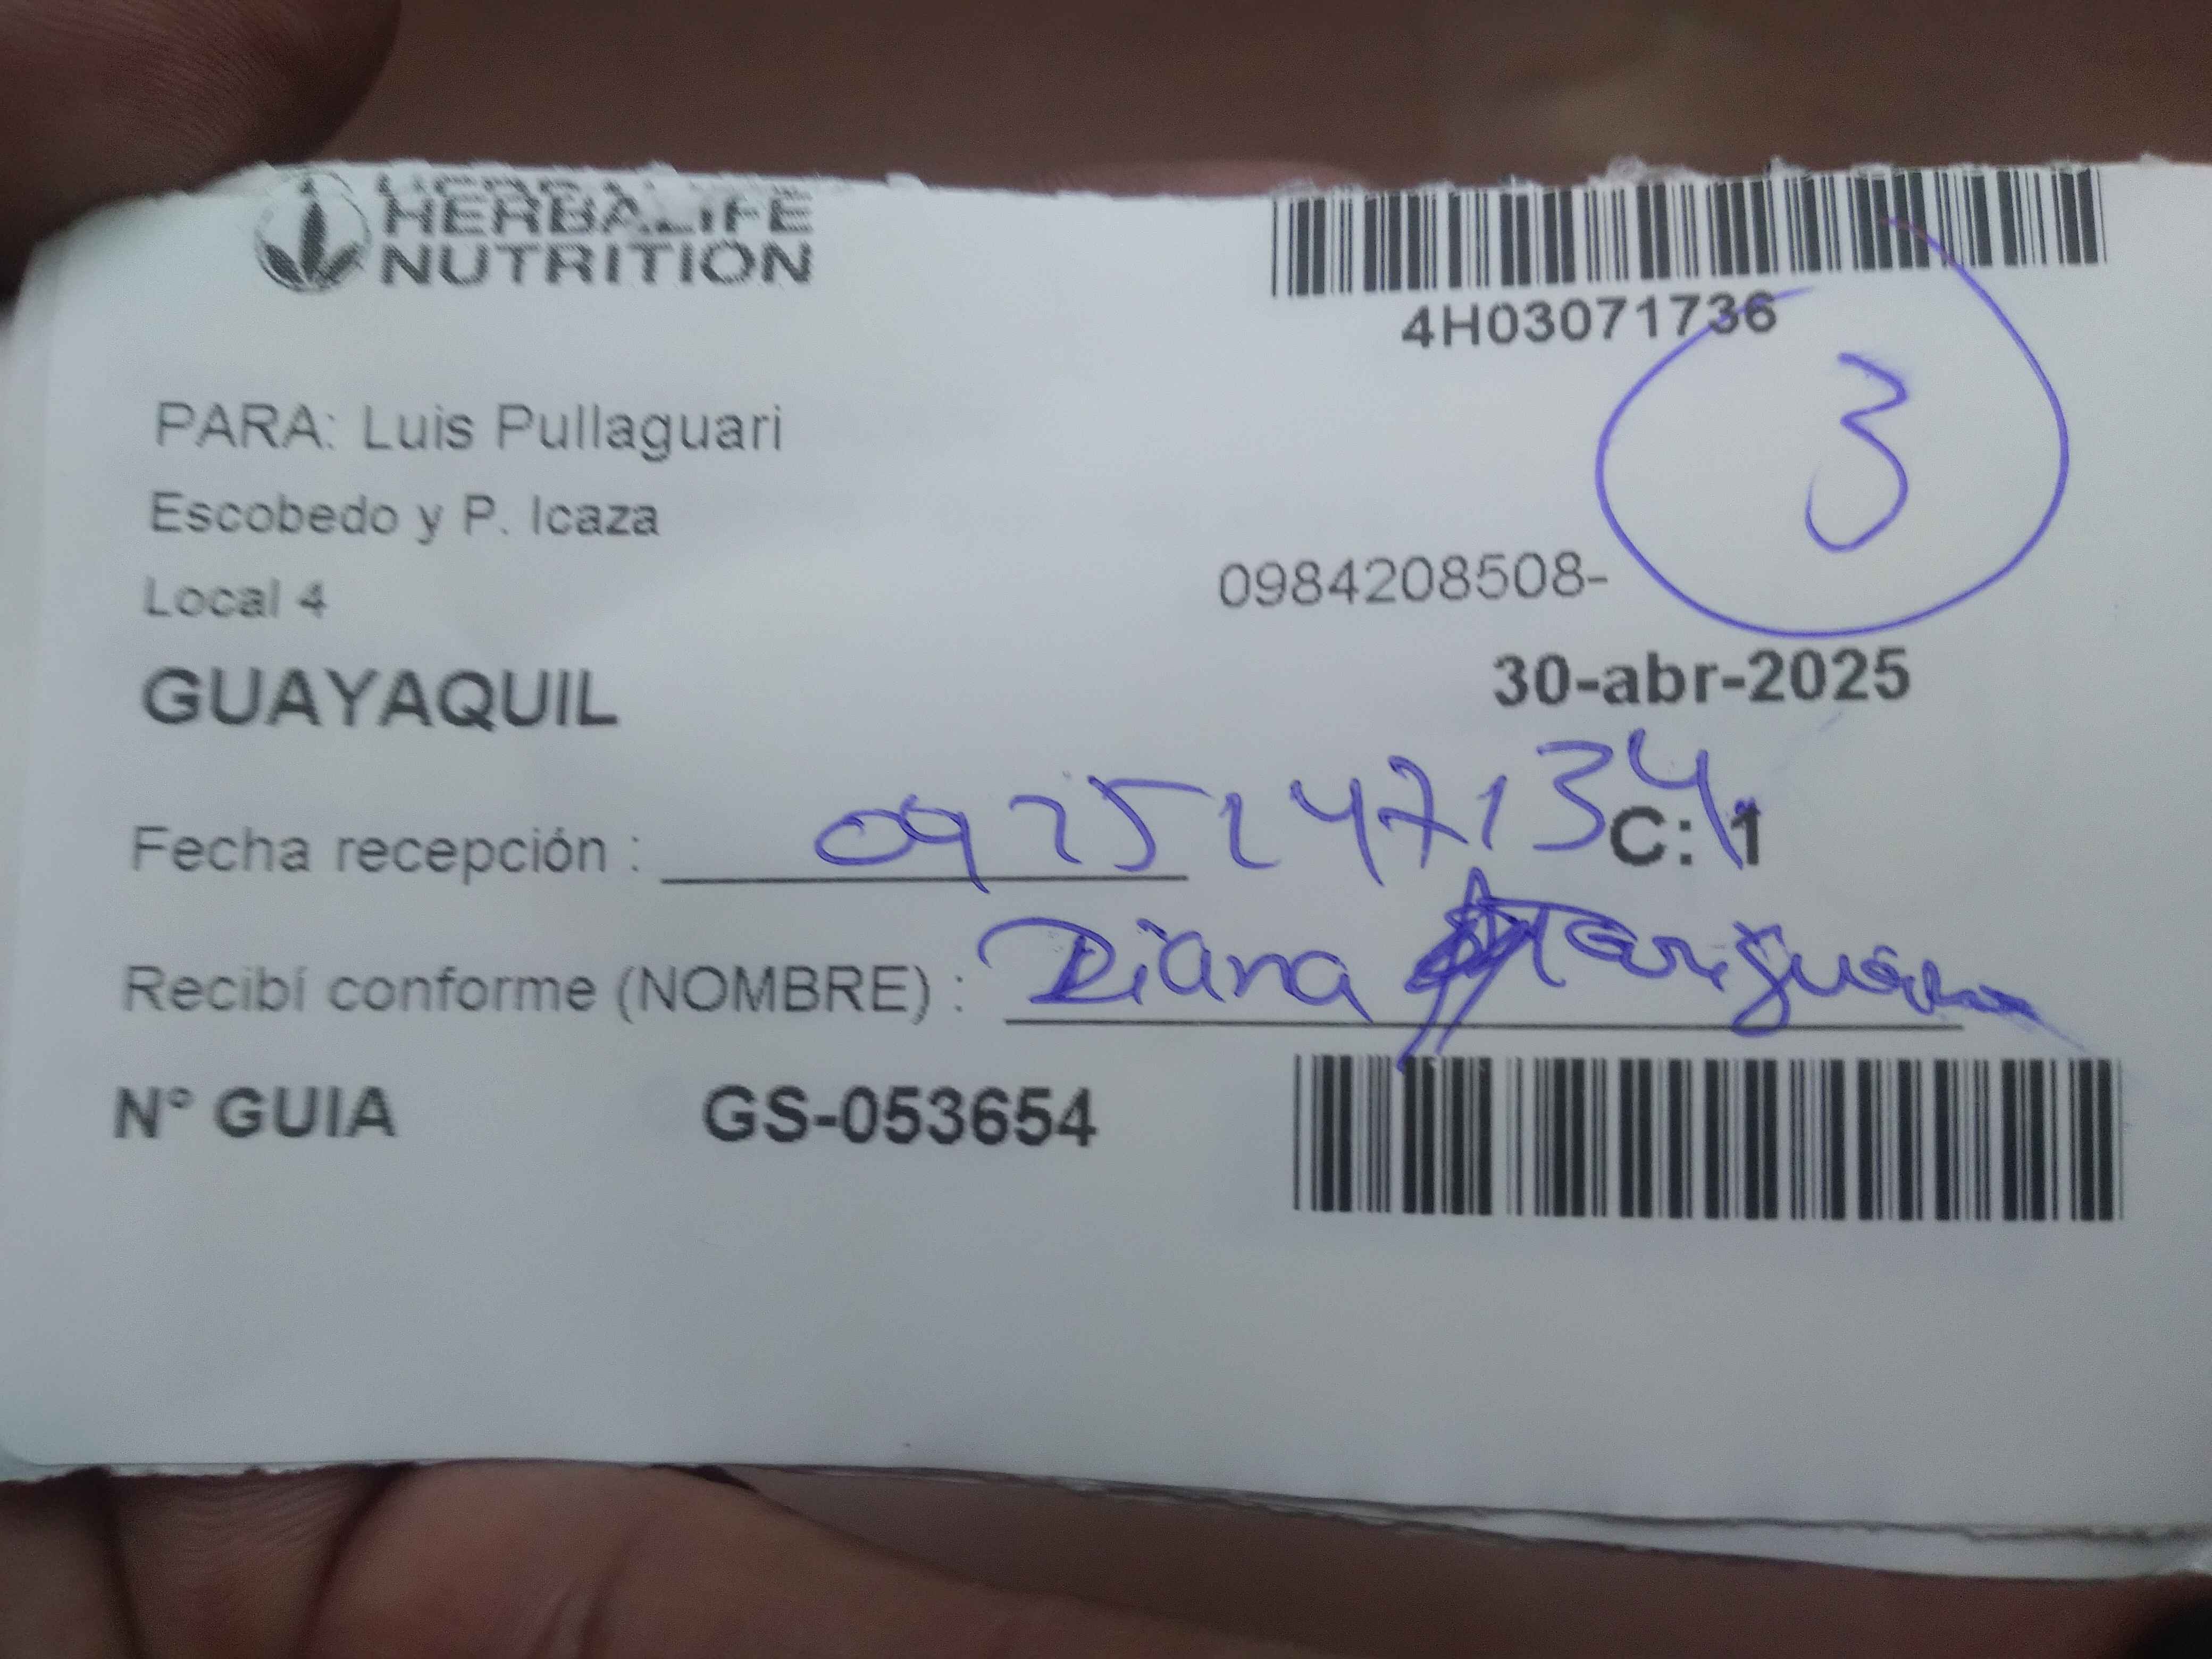 HERBALIFE
NUTRITION
4H03071736
3
PARA: Luis Pullaguari
Escobedo y P. Icaza
Local 4
0984208508-
GUAYAQUIL
30-abr-2025
Fecha recepción : 0925247134
C: 1
Recibí conforme (NOMBRE) : Diana
N° GUIA GS-053654